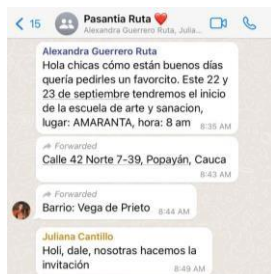 15
Pasantia Ruta ❤️
Alexandra Guerrero Ruta, Julia...
Alexandra Guerrero Ruta
Hola chicas cómo están buenos días
quería pedirles un favorcito. Este 22 y
23 de septiembre tendremos el inicio
de la escuela de arte y sanacion,
lugar: AMARANTA, hora: 8 am
8:35 AM
Forwarded
Calle 42 Norte 7-39, Popayán, Cauca
8:43 AM
Forwarded
Barrio: Vega de Prieto
8:44 AM
Juliana Cantillo
Holi, dale, nosotras hacemos la
invitación
8:49 AM